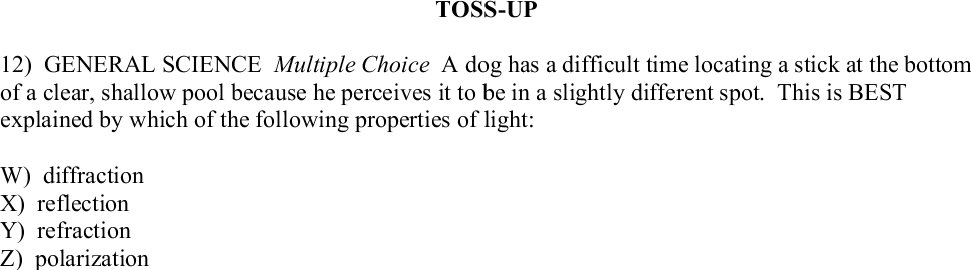 TOSS-UP
12) GENERAL SCIENCE Multiple Choice A dog has a difficult time locating a stick at the bottom
of a clear, shallow pool because he perceives it to be in a slightly different spot. This is BEST
explained by which of the following properties of light:
W) diffraction
X) reflection
Y) refraction
Z) polarization